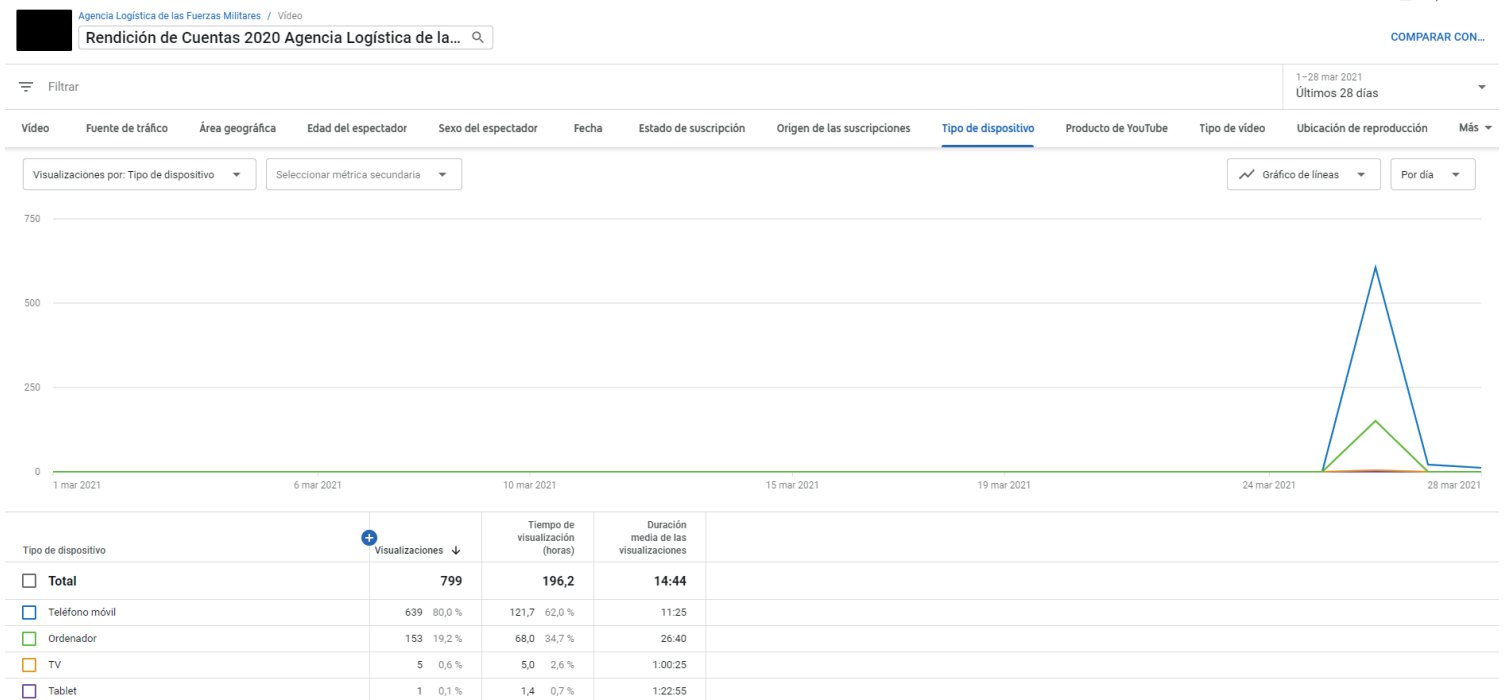 Agencia Logística de las Fuerzas Militares / Vídeo
Rendición de Cuentas 2020 Agencia Logística de la...
COMPARAR CON...
Filtrar
1–28 mar 2021
Últimos 28 días
Vídeo Fuente de tráfico Área geográfica Edad del espectador Sexo del espectador Fecha Estado de suscripción Origen de las suscripciones Tipo de dispositivo Producto de YouTube Tipo de vídeo Ubicación de reproducción Más
Visualizaciones por: Tipo de dispositivo Seleccionar métrica secundaria Gráfico de líneas Por día
750
500
250
0
1 mar 2021 6 mar 2021 10 mar 2021 15 mar 2021 19 mar 2021 24 mar 2021 28 mar 2021
Tipo de dispositivo Visualizaciones Tiempo de visualización (horas) Duración media de las visualizaciones
Total 799 196,2 14:44
Teléfono móvil 639 80,0 % 121,7 62,0 % 11:25
Ordenador 153 19,2 % 68,0 34,7 % 26:40
TV 5 0,6 % 5,0 2,6 % 1:00:25
Tablet 1 0,1 % 1,4 0,7 % 1:22:55